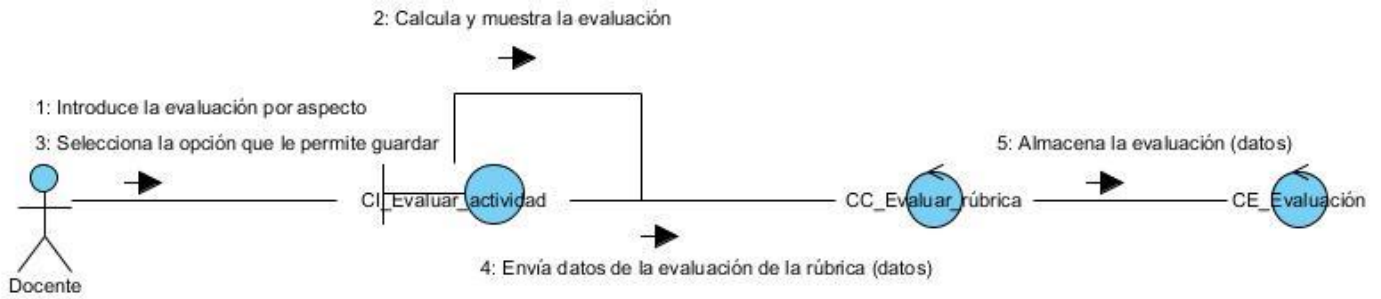 2: Calcula y muestra la evaluación
1: Introduce la evaluación por aspecto
3: Selecciona la opción que le permite guardar
5: Almacena la evaluación (datos)
CI_Evaluar_actividad
CC_Evaluar_rúbrica
CE_Evaluación
4: Envía datos de la evaluación de la rúbrica (datos)
Docente